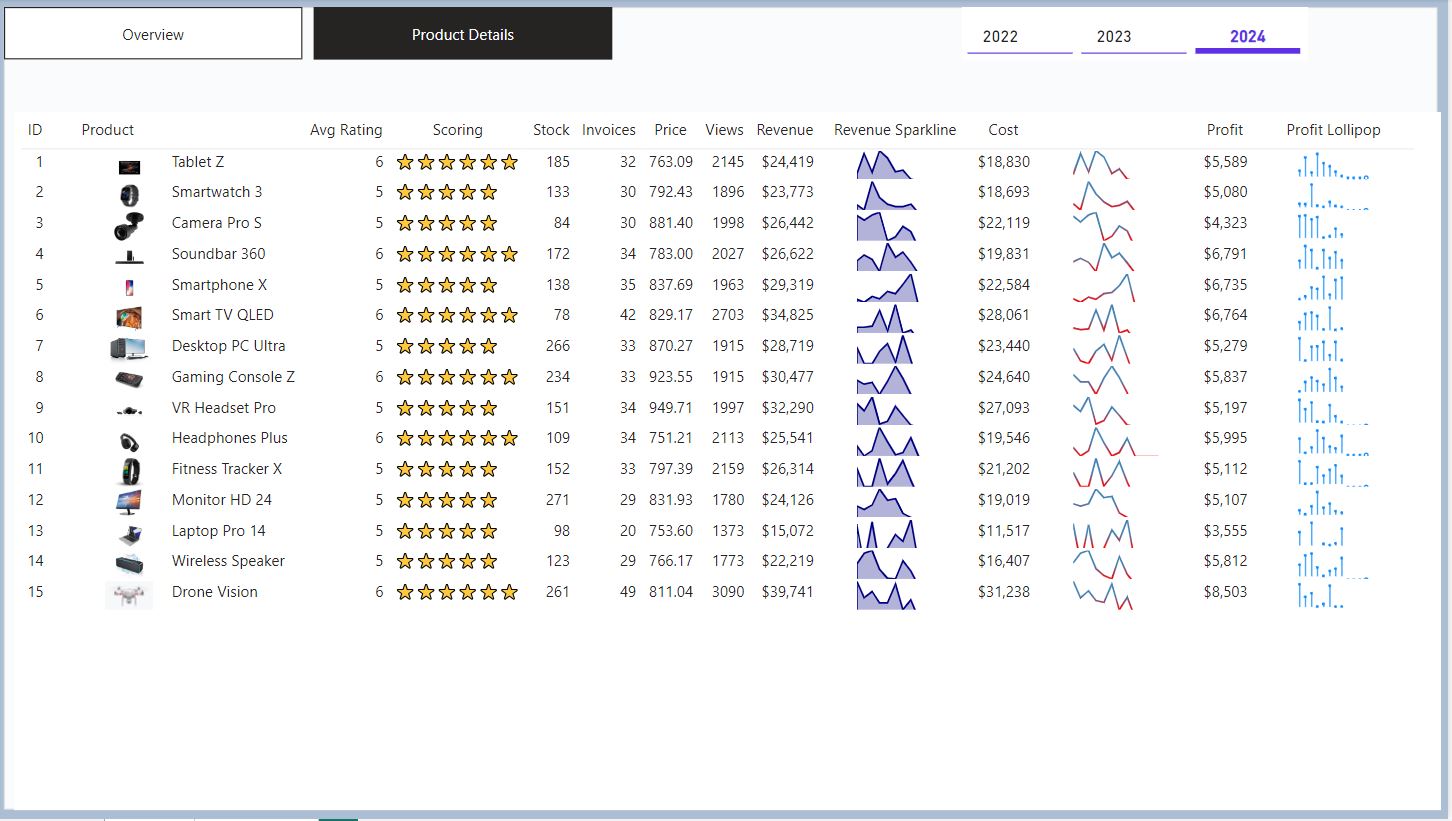 Overview Product Details 2022 2023 2024
ID Product Avg Rating Scoring Stock Invoices Price Views Revenue Revenue Sparkline Cost Profit Profit Lollipop
1 Tablet Z 6 185 32 763.09 2145 $24,419 $18,830 $5,589
2 Smartwatch 3 5 133 30 792.43 1896 $23,773 $18,693 $5,080
3 Camera Pro S 5 84 30 881.40 1998 $26,442 $22,119 $4,323
4 Soundbar 360 6 172 34 783.00 2027 $26,622 $19,831 $6,791
5 Smartphone X 5 138 35 837.69 1963 $29,319 $22,584 $6,735
6 Smart TV QLED 6 78 42 829.17 2703 $34,825 $28,061 $6,764
7 Desktop PC Ultra 5 266 33 870.27 1915 $28,719 $23,440 $5,279
8 Gaming Console Z 6 234 33 923.55 1915 $30,477 $24,640 $5,837
9 VR Headset Pro 5 151 34 949.71 1997 $32,290 $27,093 $5,197
10 Headphones Plus 6 109 34 751.21 2113 $25,541 $19,546 $5,995
11 Fitness Tracker X 5 152 33 797.39 2159 $26,314 $21,202 $5,112
12 Monitor HD 24 5 271 29 831.93 1780 $24,126 $19,019 $5,107
13 Laptop Pro 14 5 98 20 753.60 1373 $15,072 $11,517 $3,555
14 Wireless Speaker 5 123 29 766.17 1773 $22,219 $16,407 $5,812
15 Drone Vision 6 261 49 811.04 3090 $39,741 $31,238 $8,503